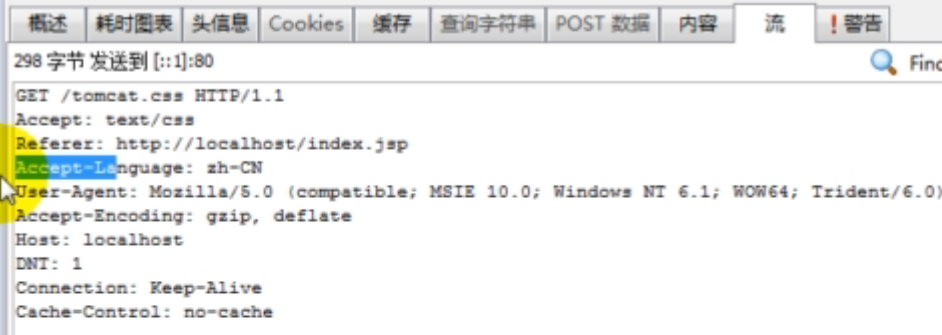 概述 耗时图表 头信息 Cookies 缓存 查询字符串 POST 数据 内容 流 ! 警告
298 字节 发送到 [::1]:80 Find
GET /tomcat.css HTTP/1.1
Accept: text/css
Referer: http://localhost/index.jsp
Accept-Language: zh-CN
User-Agent: Mozilla/5.0 (compatible; MSIE 10.0; Windows NT 6.1; WOW64; Trident/6.0)
Accept-Encoding: gzip, deflate
Host: localhost
DNT: 1
Connection: Keep-Alive
Cache-Control: no-cache